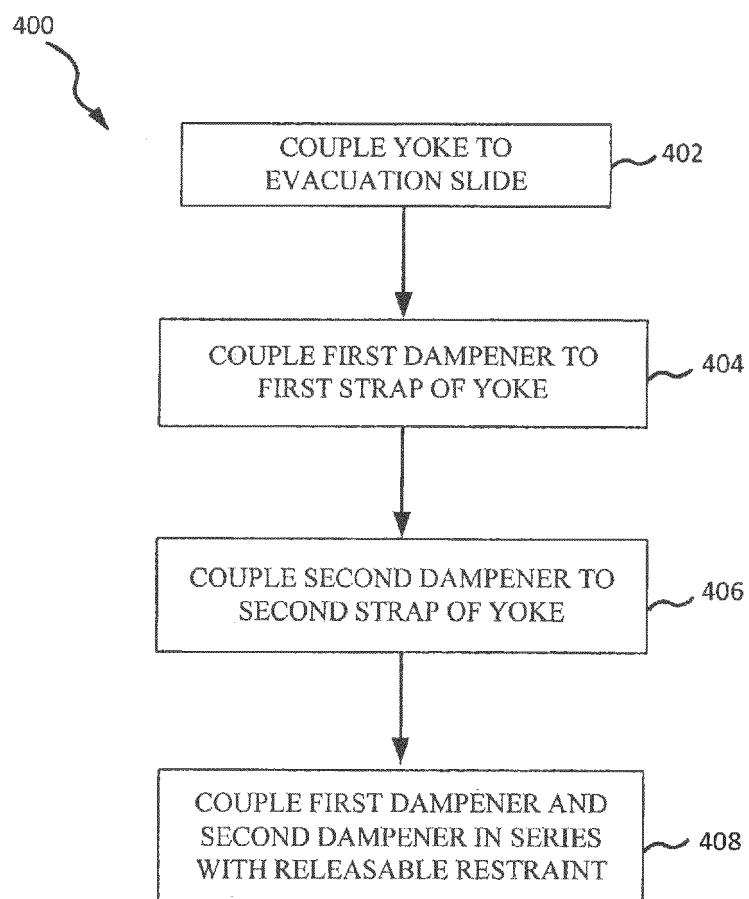 400
COUPLE YOKE TO
EVACUATION SLIDE
402
COUPLE FIRST DAMPENER TO
FIRST STRAP OF YOKE
404
COUPLE SECOND DAMPENER TO
SECOND STRAP OF YOKE
406
COUPLE FIRST DAMPENER AND
SECOND DAMPENER IN SERIES
WITH RELEASABLE RESTRAINT
408